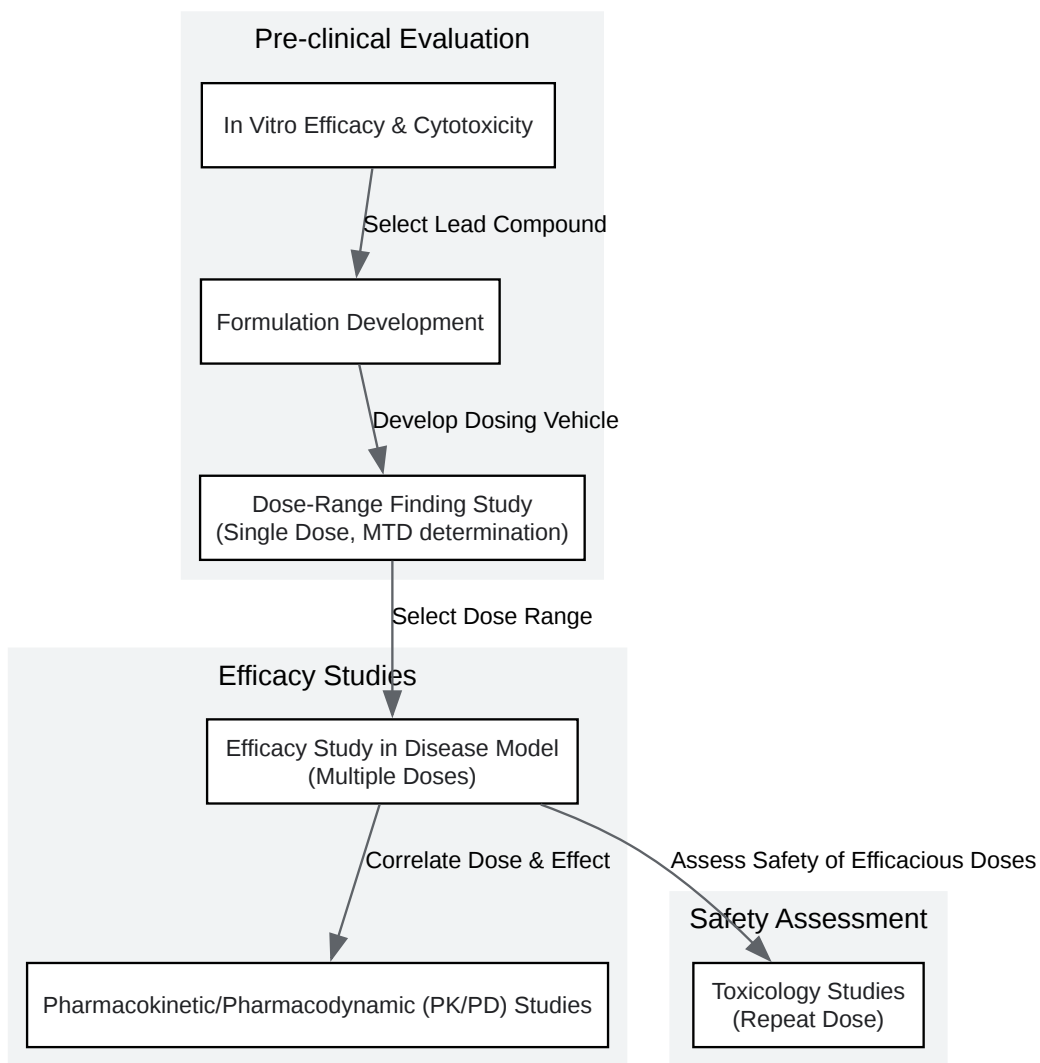 Pre-clinical Evaluation
In Vitro Efficacy & Cytotoxicity
Select Lead Compound
Formulation Development
Develop Dosing Vehicle
Dose-Range Finding Study
(Single Dose, MTD determination)
Select Dose Range
Efficacy Studies
Efficacy Study in Disease Model
(Multiple Doses)
Correlate Dose & Effect
Assess Safety of Efficacious Doses
Safety Assessment
Pharmacokinetic/Pharmacodynamic (PK/PD) Studies
Toxicology Studies
(Repeat Dose)